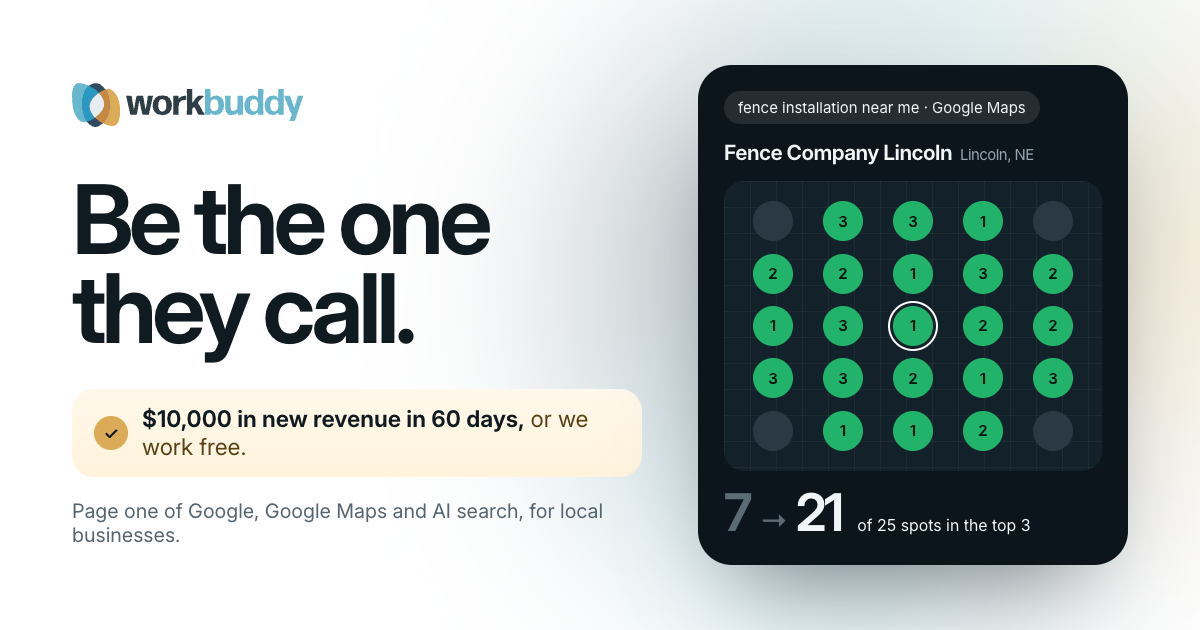 workbuddy
Be the one
they call.
$10,000 in new revenue in 60 days, or we
work free.
Page one of Google, Google Maps and AI search, for local
businesses.
fence installation near me · Google Maps
Fence Company Lincoln Lincoln, NE
3 3 1
2 2 1 3 2
1 3 1 2 2
3 3 2 1 3
1 1 2
7 → 21 of 25 spots in the top 3